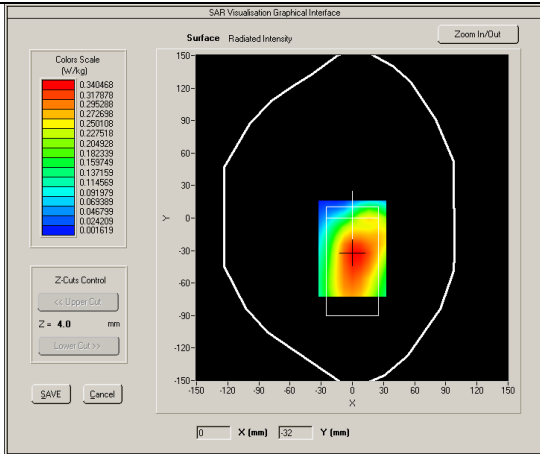 SAR Visualisation Graphical Interface
Surface Radiated Intensity
Zoom In/Out
Colors Scale
(W/kg)
0.340468
0.317878
0.295288
0.272698
0.250108
0.227518
0.204928
0.182339
0.159749
0.137159
0.114569
0.091979
0.069389
0.046799
0.024209
0.001619
Z-Cuts Control
<< Upper Cut
Z = 4.0 mm
Lower Cut >>
SAVE
Cancel
150
120
90
60
30
0
-30
-60
-90
-120
-150
Y
-150 -120 -90 -60 -30 0 30 60 90 120 150
X
0 X (mm) -32 Y (mm)